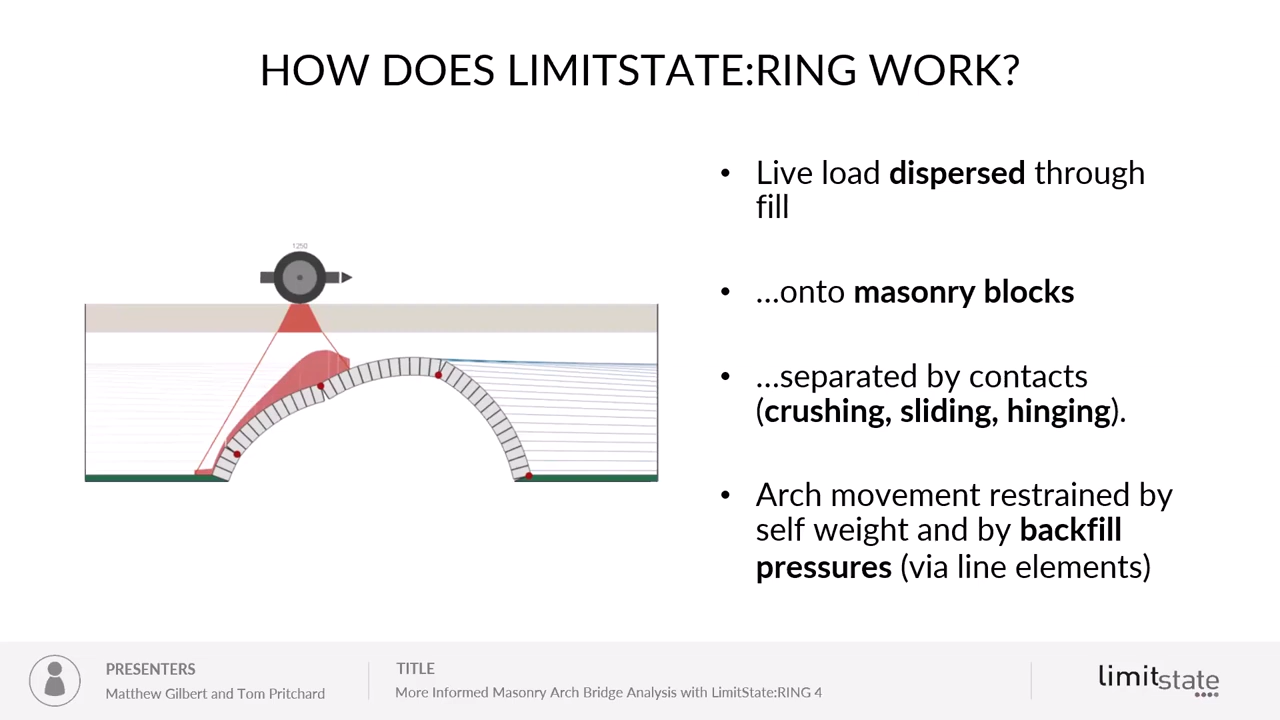 HOW DOES LIMITSTATE:RING WORK?
• Live load dispersed through
fill
• …onto masonry blocks
• …separated by contacts
(crushing, sliding, hinging).
• Arch movement restrained by
self weight and by backfill
pressures (via line elements)
1250
PRESENTERS
Matthew Gilbert and Tom Pritchard
TITLE
More Informed Masonry Arch Bridge Analysis with LimitState:RING 4
limitstate